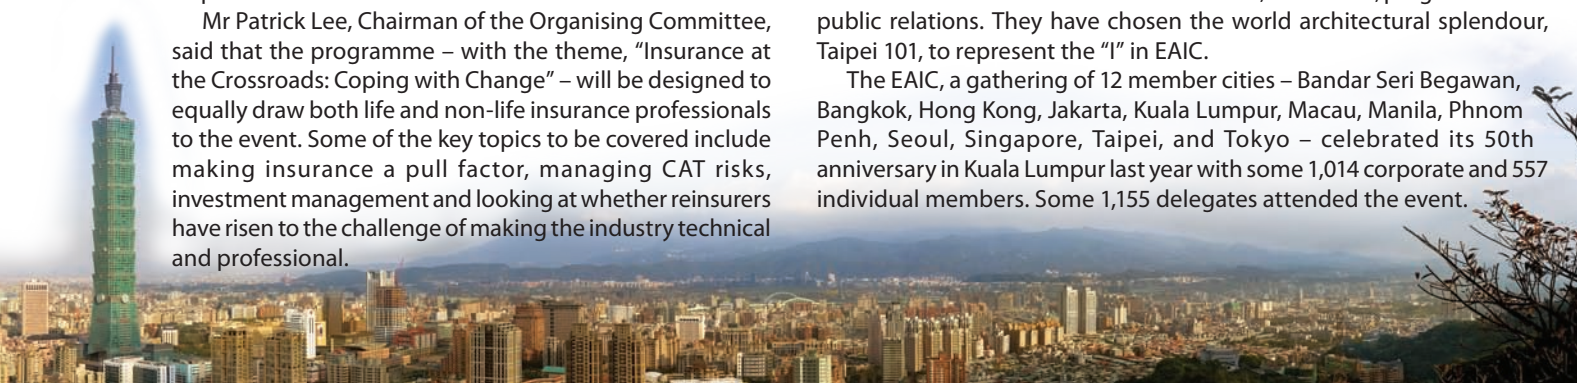 Mr Patrick Lee, Chairman of the Organising Committee,
said that the programme – with the theme, “Insurance at
the Crossroads: Coping with Change” – will be designed to
equally draw both life and non-life insurance professionals
to the event. Some of the key topics to be covered include
making insurance a pull factor, managing CAT risks,
investment management and looking at whether reinsurers
have risen to the challenge of making the industry technical
and professional.
public relations. They have chosen the world architectural splendour,
Taipei 101, to represent the “I” in EAIC.
The EAIC, a gathering of 12 member cities – Bandar Seri Begawan,
Bangkok, Hong Kong, Jakarta, Kuala Lumpur, Macau, Manila, Phnom
Penh, Seoul, Singapore, Taipei, and Tokyo – celebrated its 50th
anniversary in Kuala Lumpur last year with some 1,014 corporate and 557
individual members. Some 1,155 delegates attended the event.